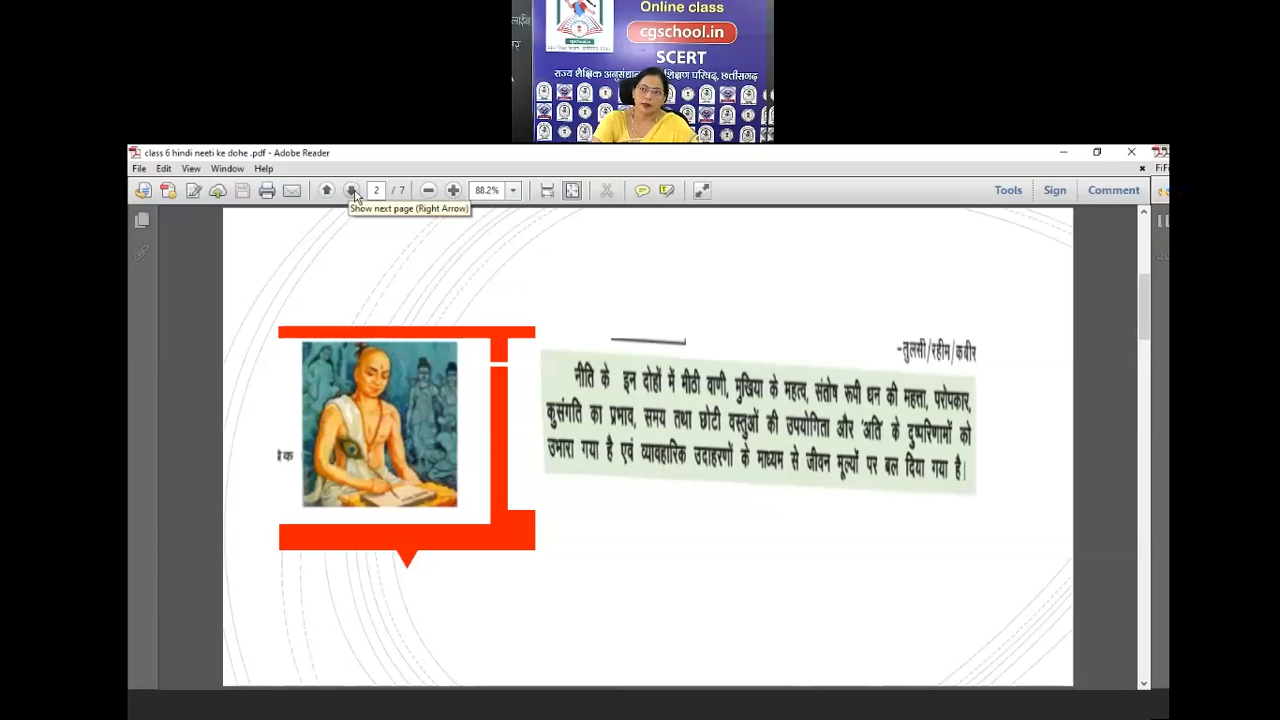 Online class
cgschool.in
SCERT
राज्य शैक्षिक अनुसंधान शिक्षण परिषद, छत्तीसगढ़
class 6 hindi neeti ke dohe .pdf - Adobe Reader
File Edit View Window Help
2 / 7 88.2% Tools Sign Comment
Show next page (Right Arrow)
-तुलसी/रहीम/कबीर
नीति के इन दोहों में मीठी वाणी, मुखिया के महत्व, संतोष रूपी धन की महत्ता, परोपकार,
कुसंगति का प्रभाव, समय तथा छोटी वस्तुओं की उपयोगिता और 'अति' के दुष्परिणामों को
उभारा गया है एवं व्यावहारिक उदाहरणों के माध्यम से जीवन मूल्यों पर बल दिया गया है।